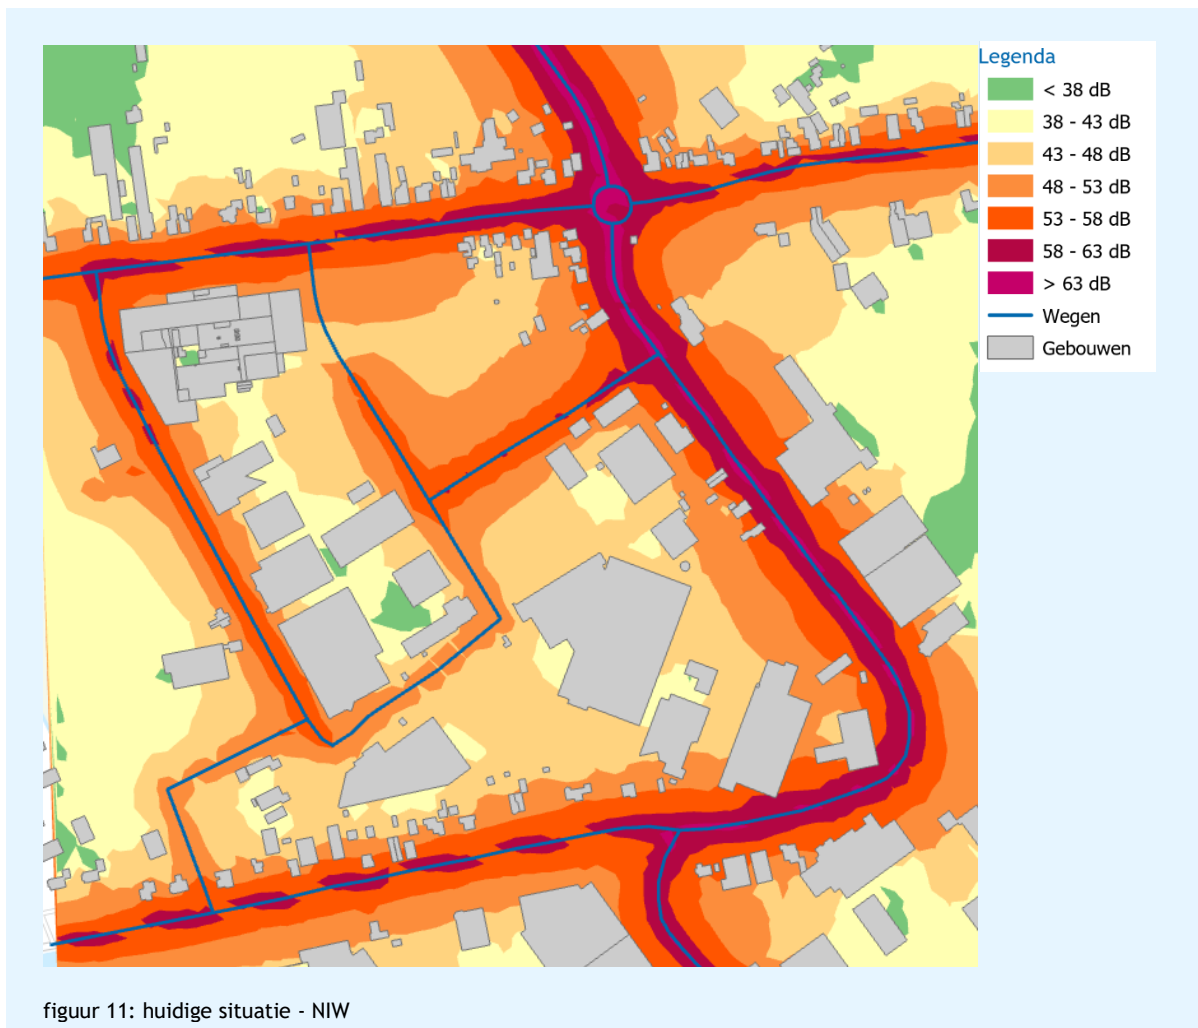 Legenda
< 38 dB
38 - 43 dB
43 - 48 dB
48 - 53 dB
53 - 58 dB
58 - 63 dB
> 63 dB
Wegen
Gebouwen
figuur 11: huidige situatie - NIW